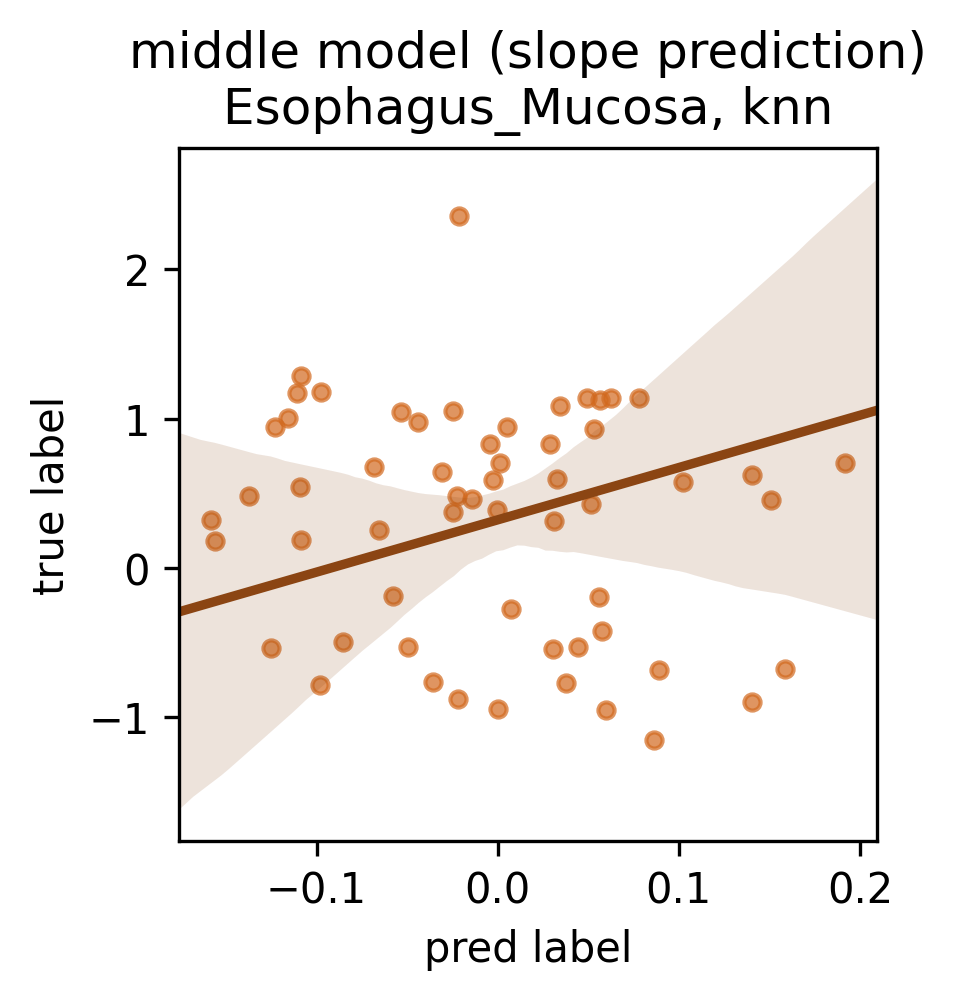 middle model (slope prediction)
Esophagus_Mucosa, knn
true label
2
1
0
−1
−0.1
0.0
0.1
0.2
pred label